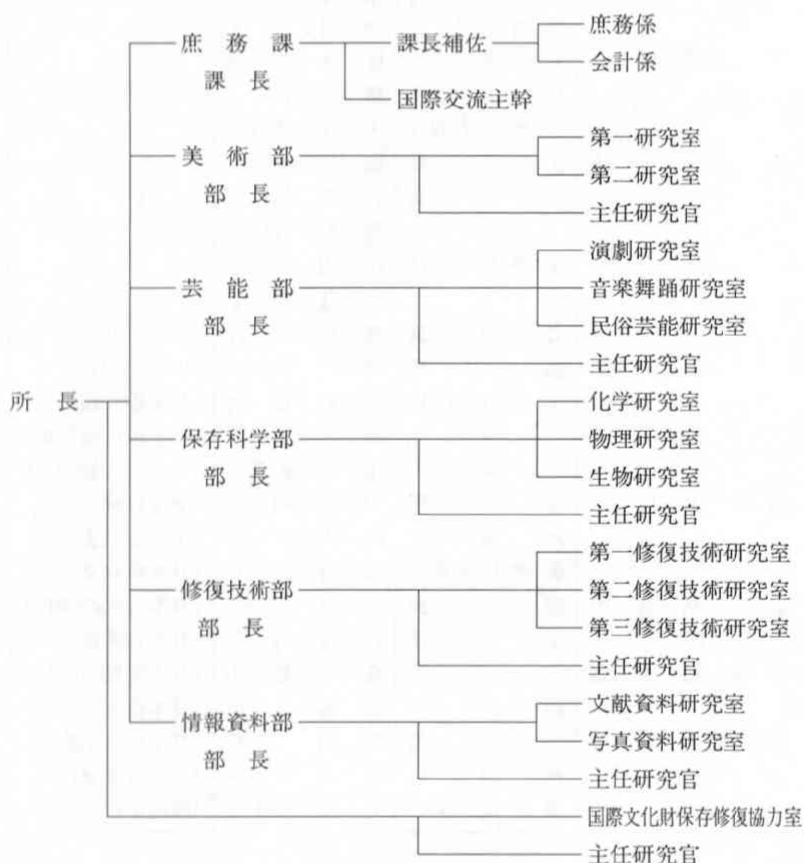 庶務課 課長補佐 庶務係
課長 会計係
国際交流主幹
美術部 第一研究室
部長 第二研究室
主任研究官
演劇研究室
芸能部 音楽舞踊研究室
部長 民俗芸能研究室
主任研究官
所長 化学研究室
保存科学部 物理研究室
部長 生物研究室
主任研究官
第一修復技術研究室
修復技術部 第二修復技術研究室
部長 第三修復技術研究室
主任研究官
文献資料研究室
情報資料部 写真資料研究室
部長 主任研究官
国際文化財保存修復協力室
主任研究官